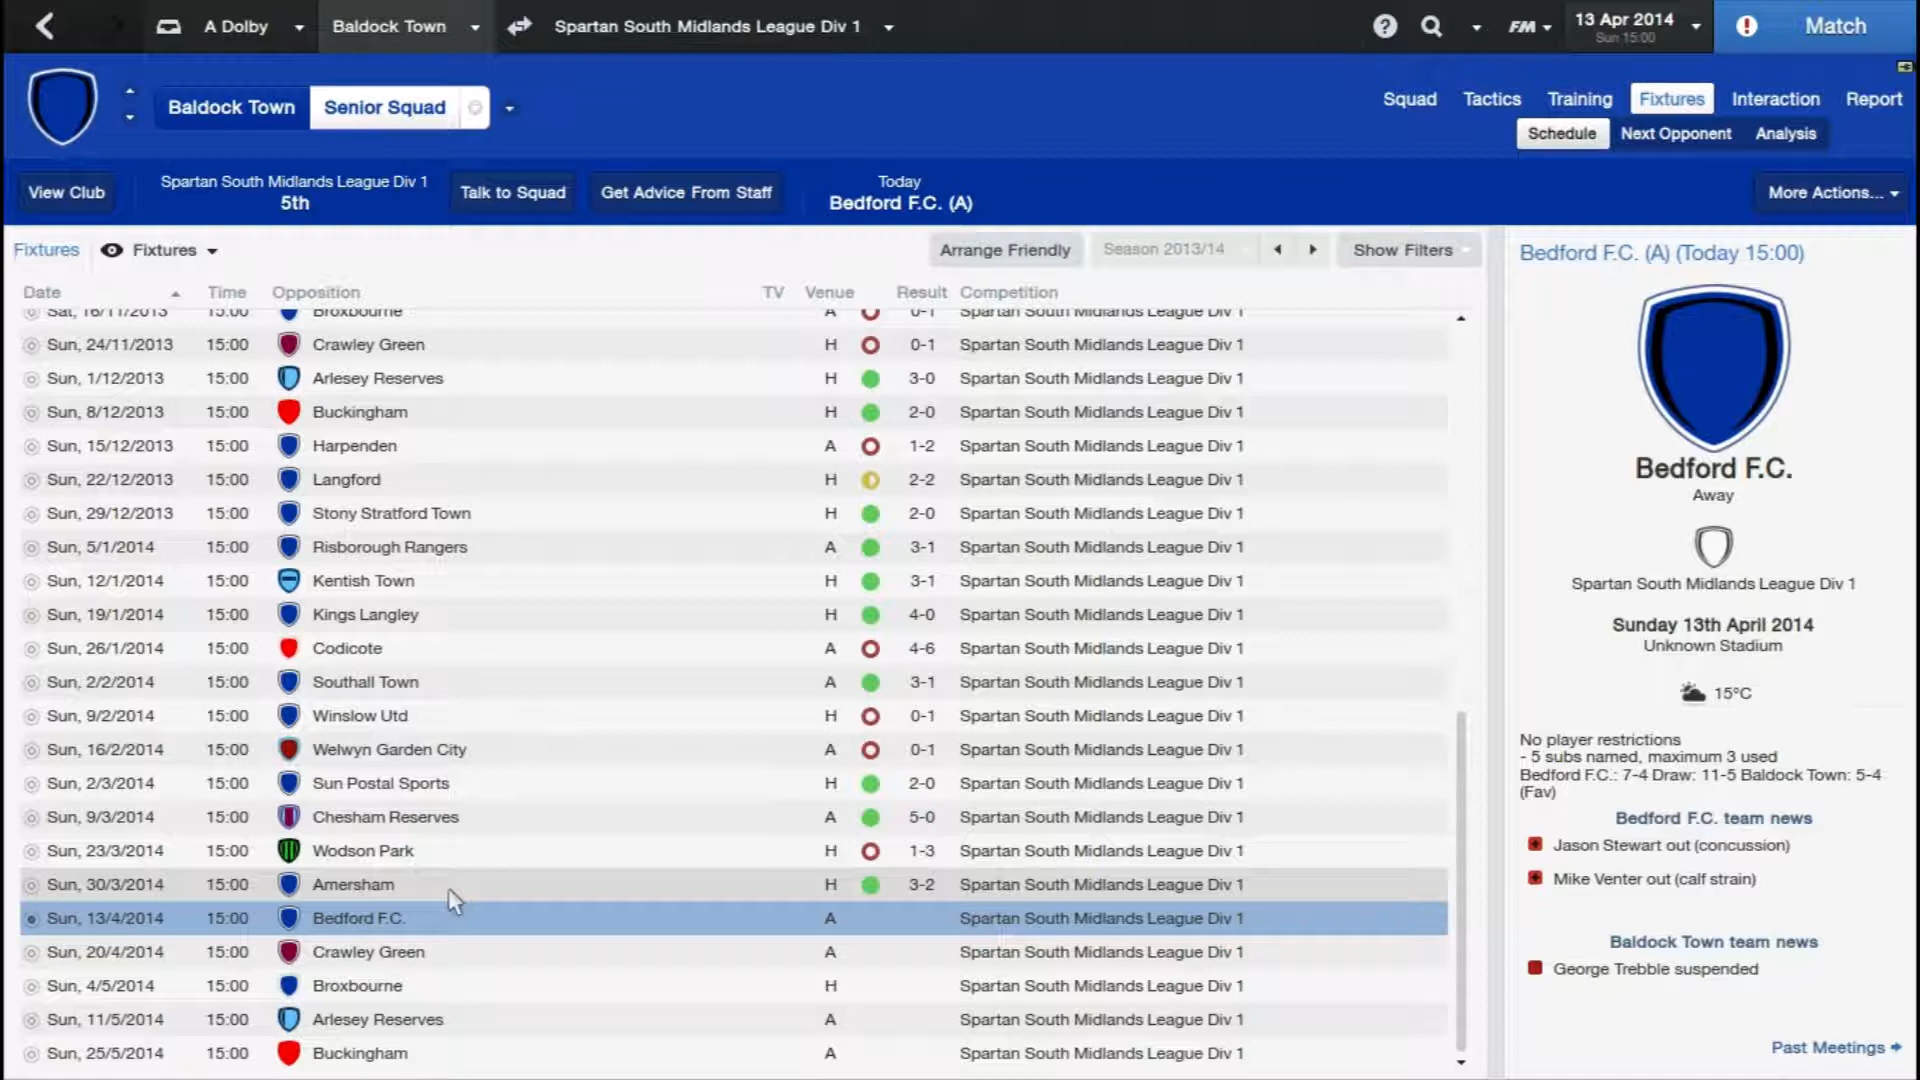 A Dolby Baldock Town Spartan South Midlands League Div 1 FM 13 Apr 2014 Match
Sun 15:00
Baldock Town Senior Squad
Squad Tactics Training Fixtures Interaction Report
Schedule Next Opponent Analysis
View Club
Spartan South Midlands League Div 1
5th
Talk to Squad
Get Advice From Staff
Today
Bedford F.C. (A)
More Actions...
Fixtures Fixtures Arrange Friendly Season 2013/14 Show Filters
Date Time Opposition TV Venue Result Competition
Sat, 16/11/2013 15:00 Broxbourne A 0-1 Spartan South Midlands League Div 1
Sun, 24/11/2013 15:00 Crawley Green H 0-1 Spartan South Midlands League Div 1
Sun, 1/12/2013 15:00 Arlesey Reserves H 3-0 Spartan South Midlands League Div 1
Sun, 8/12/2013 15:00 Buckingham H 2-0 Spartan South Midlands League Div 1
Sun, 15/12/2013 15:00 Harpenden A 1-2 Spartan South Midlands League Div 1
Sun, 22/12/2013 15:00 Langford H 2-2 Spartan South Midlands League Div 1
Sun, 29/12/2013 15:00 Stony Stratford Town H 2-0 Spartan South Midlands League Div 1
Sun, 5/1/2014 15:00 Risborough Rangers A 3-1 Spartan South Midlands League Div 1
Sun, 12/1/2014 15:00 Kentish Town H 3-1 Spartan South Midlands League Div 1
Sun, 19/1/2014 15:00 Kings Langley H 4-0 Spartan South Midlands League Div 1
Sun, 26/1/2014 15:00 Codicote A 4-6 Spartan South Midlands League Div 1
Sun, 2/2/2014 15:00 Southall Town A 3-1 Spartan South Midlands League Div 1
Sun, 9/2/2014 15:00 Winslow Utd H 0-1 Spartan South Midlands League Div 1
Sun, 16/2/2014 15:00 Welwyn Garden City A 0-1 Spartan South Midlands League Div 1
Sun, 2/3/2014 15:00 Sun Postal Sports H 2-0 Spartan South Midlands League Div 1
Sun, 9/3/2014 15:00 Chesham Reserves A 5-0 Spartan South Midlands League Div 1
Sun, 23/3/2014 15:00 Wodson Park H 1-3 Spartan South Midlands League Div 1
Sun, 30/3/2014 15:00 Amersham H 3-2 Spartan South Midlands League Div 1
Sun, 13/4/2014 15:00 Bedford F.C. A Spartan South Midlands League Div 1
Sun, 20/4/2014 15:00 Crawley Green A Spartan South Midlands League Div 1
Sun, 4/5/2014 15:00 Broxbourne H Spartan South Midlands League Div 1
Sun, 11/5/2014 15:00 Arlesey Reserves A Spartan South Midlands League Div 1
Sun, 25/5/2014 15:00 Buckingham A Spartan South Midlands League Div 1
Bedford F.C. (A) (Today 15:00)
Bedford F.C.
Away
Spartan South Midlands League Div 1
Sunday 13th April 2014
Unknown Stadium
15°C
No player restrictions
- 5 subs named, maximum 3 used
Bedford F.C.: 7-4 Draw: 11-5 Baldock Town: 5-4
(Fav)
Bedford F.C. team news
Jason Stewart out (concussion)
Mike Venter out (calf strain)
Baldock Town team news
George Trebble suspended
Past Meetings